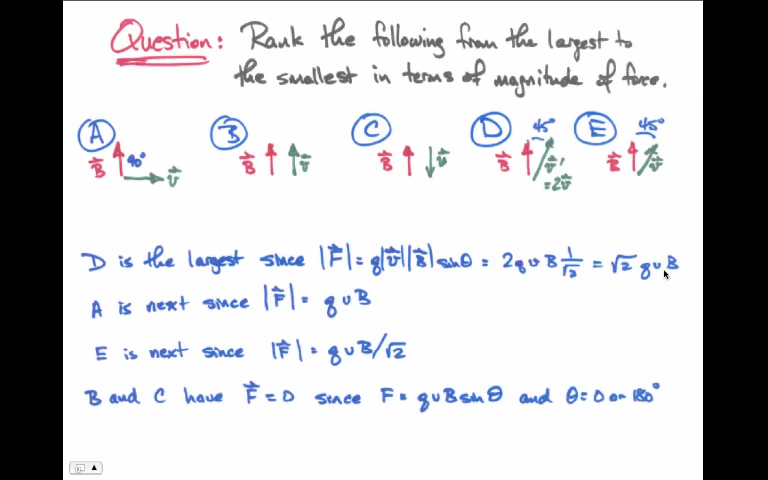 Question: Rank the following from the largest to
the smallest in terms of magnitude of force.
A B C D 45° E 45°
B⃗ 90° v⃗ B⃗ v⃗ B⃗ v⃗ B⃗ v⃗' = 2v⃗ B⃗ v⃗
D is the largest since |F⃗| = q|v⃗||B⃗| sinθ = 2qvB 1/√2 = √2 qvB
A is next since |F⃗| = qvB
E is next since |F⃗| = qvB/√2
B and C have F⃗ = 0 since F = qvB sinθ and θ = 0 or 180°